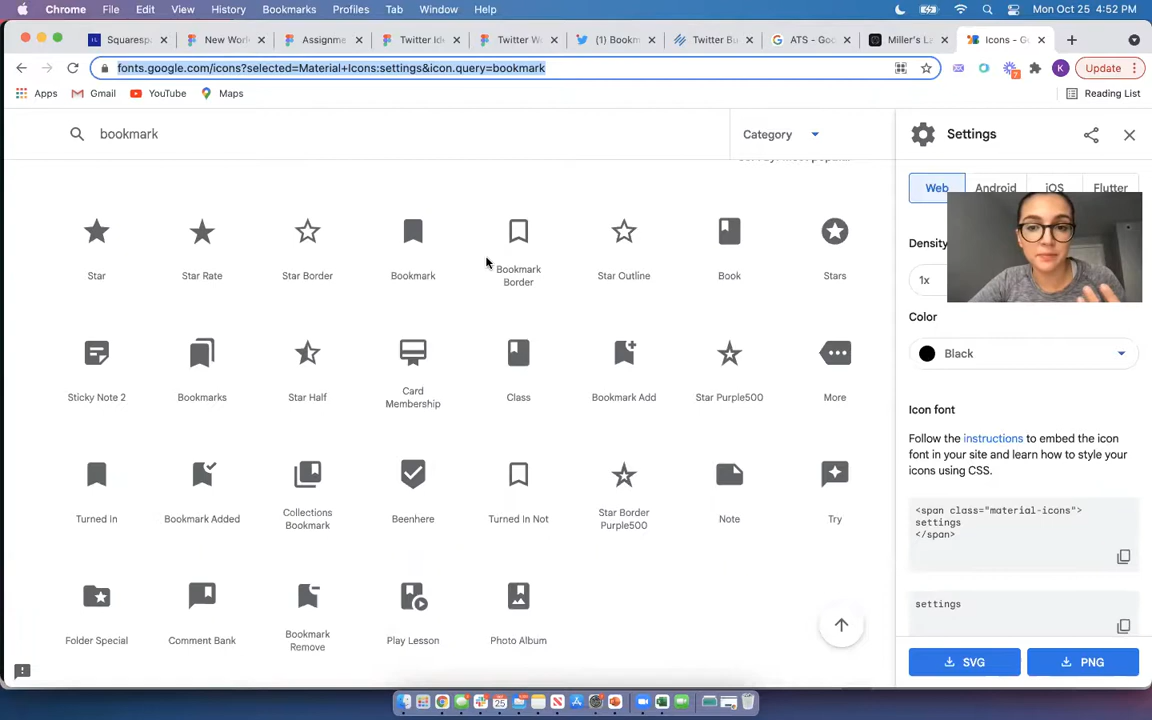 Chrome File Edit View History Bookmarks Profiles Tab Window Help Mon Oct 25 4:52 PM
Squaresp New Worl Assignme Twitter Ide Twitter Wo (1) Bookm Twitter Bu ATS - Goo Miller's La Icons - Go
fonts.google.com/icons?selected=Material+Icons:settings&icon.query=bookmark 7 K Update
Apps Gmail YouTube Maps Reading List
bookmark Category Settings
Web Android iOS Flutter
Star Star Rate Star Border Bookmark Bookmark Border Star Outline Book Stars
Density
1x
Color
Black
Sticky Note 2 Bookmarks Star Half Card Membership Class Bookmark Add Star Purple500 More
Icon font
Follow the instructions to embed the icon
font in your site and learn how to style your
icons using CSS.
Turned In Bookmark Added Collections Bookmark Beenhere Turned In Not Star Border Purple500 Note Try
<span class="material-icons">
settings
</span>
settings
Folder Special Comment Bank Bookmark Remove Play Lesson Photo Album
SVG PNG